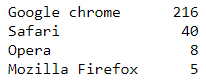 Google chrome 216
Safari 40
Opera 8
Mozilla Firefox 5